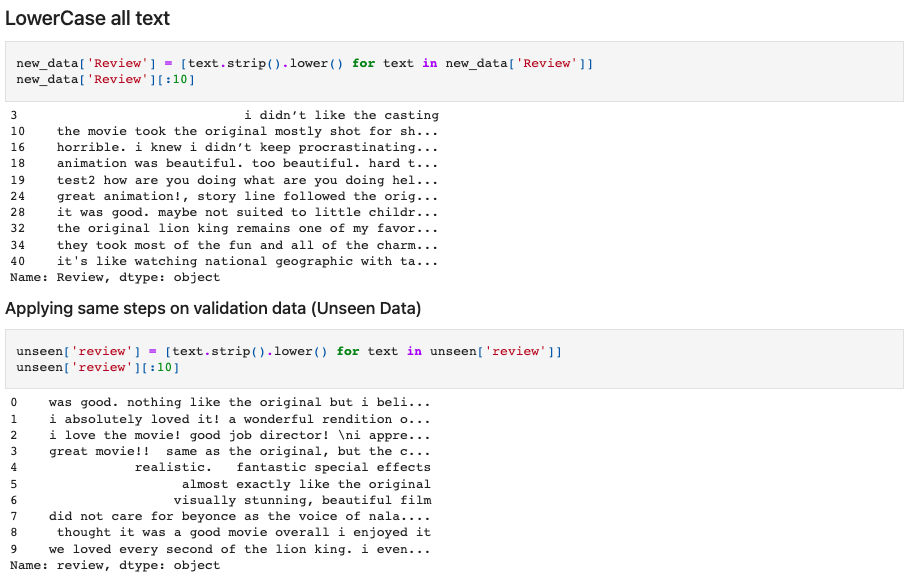 LowerCase all text
new_data['Review'] = [text.strip().lower() for text in new_data['Review']]
new_data['Review'][:10]
3 i didn’t like the casting
10 the movie took the original mostly shot for sh...
16 horrible. i knew i didn’t keep procrastinating...
18 animation was beautiful. too beautiful. hard t...
19 test2 how are you doing what are you doing hel...
24 great animation!, story line followed the orig...
28 it was good. maybe not suited to little childr...
32 the original lion king remains one of my favor...
34 they took most of the fun and all of the charm...
40 it's like watching national geographic with ta...
Name: Review, dtype: object
Applying same steps on validation data (Unseen Data)
unseen['review'] = [text.strip().lower() for text in unseen['review']]
unseen['review'][:10]
0 was good. nothing like the original but i beli...
1 i absolutely loved it! a wonderful rendition o...
2 i love the movie! good job director! \ni appre...
3 great movie!!  same as the original, but the c...
4 realistic.   fantastic special effects
5 almost exactly like the original
6 visually stunning, beautiful film
7 did not care for beyonce as the voice of nala....
8 thought it was a good movie overall i enjoyed it
9 we loved every second of the lion king. i even...
Name: review, dtype: object